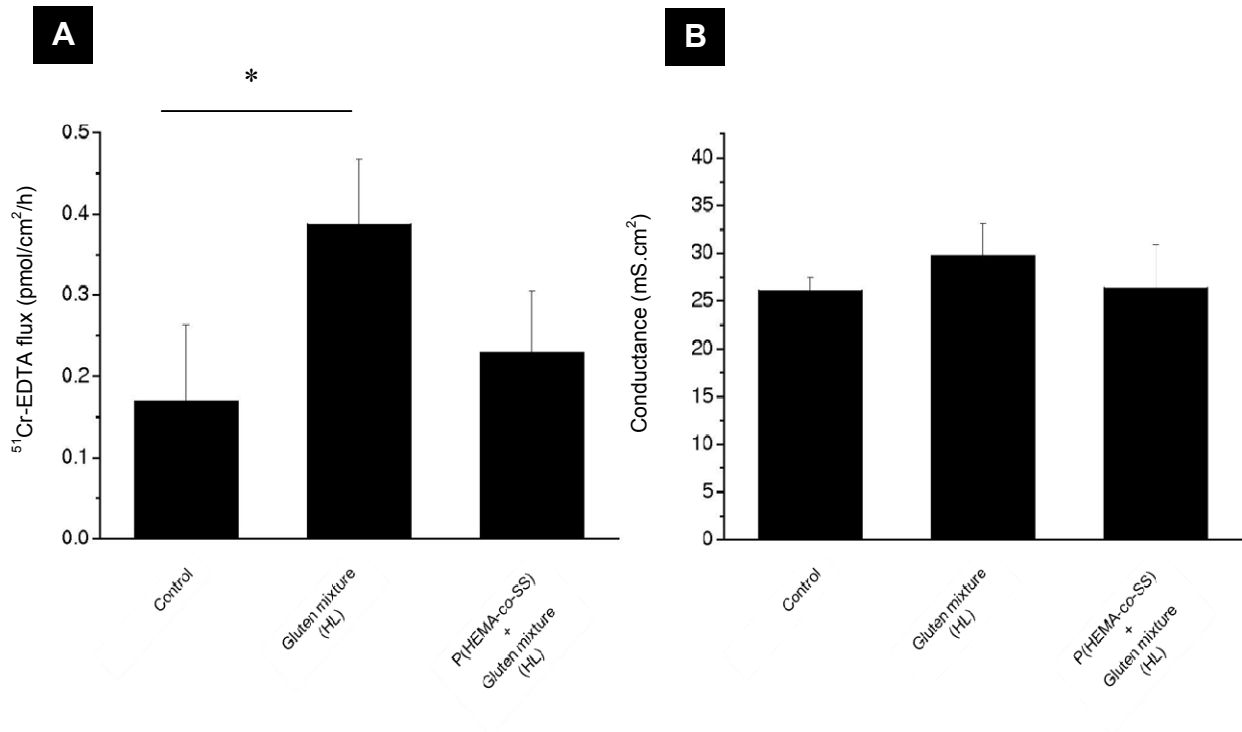 A
*
0.5
0.4
0.3
0.2
0.1
0.0
⁵¹Cr-EDTA flux (pmol/cm²/h)
Control
Gluten mixture
(HL)
P(HEMA-co-SS)
+
Gluten mixture
(HL)
B
40
35
30
25
20
15
10
5
0
Conductance (mS.cm²)
Control
Gluten mixture
(HL)
P(HEMA-co-SS)
+
Gluten mixture
(HL)